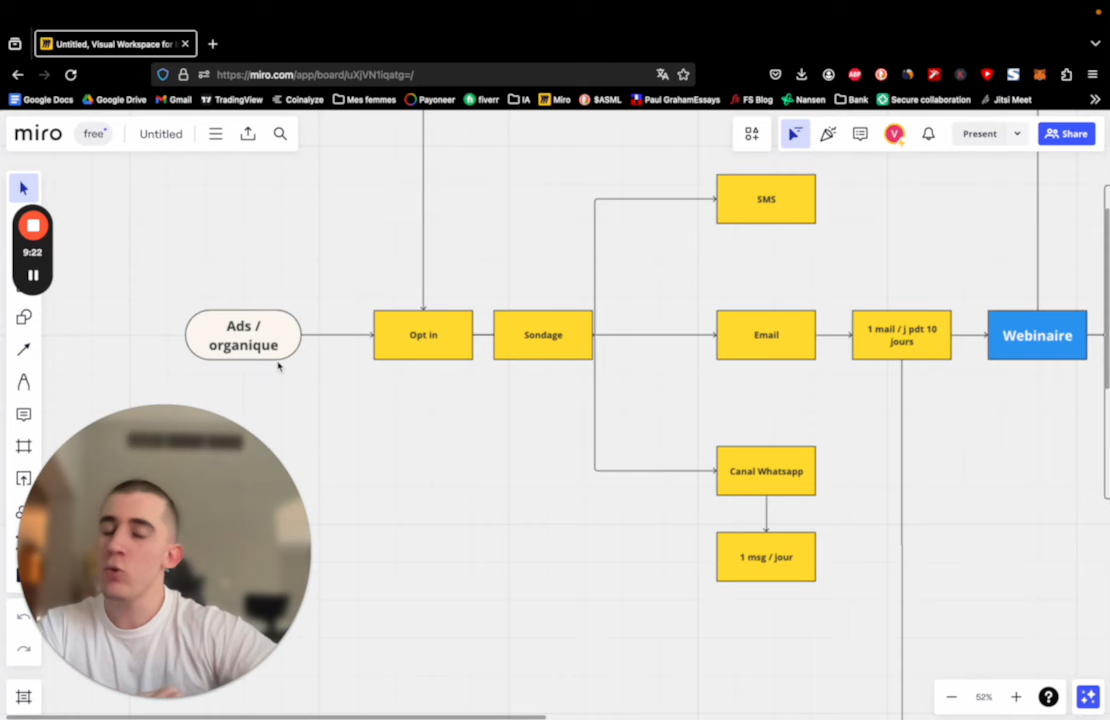 Untitled, Visual Workspace for I
https://miro.com/app/board/uXjVN1iqatg=/
Google Docs Google Drive Gmail TradingView Coinalyze Mes femmes Payoneer fiverr IA Miro $ASML Paul GrahamEssays FS Blog Nansen Bank Secure collaboration Jitsi Meet
miro free Untitled Present Share
V
9:22
SMS
Ads /
organique
Opt in
Sondage
Email
1 mail / j pdt 10
jours
Webinaire
Canal Whatsapp
1 msg / jour
52%